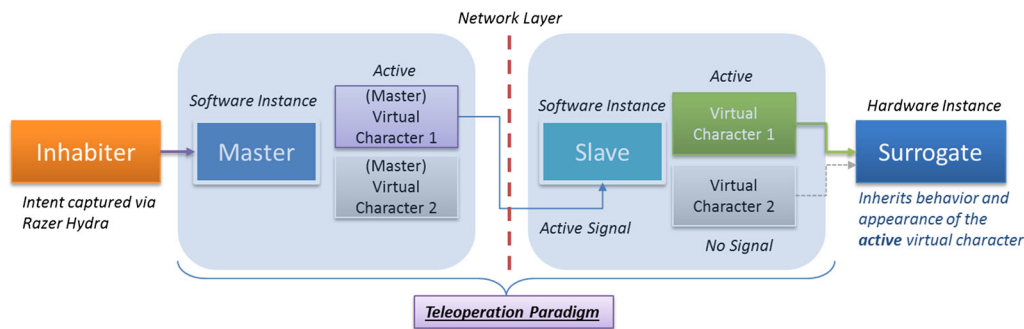 Network Layer
Inhabiter
Intent captured via
Razer Hydra
Software Instance
Master
Active
(Master)
Virtual
Character 1
(Master)
Virtual
Character 2
Active Signal
Software Instance
Slave
Active
Virtual
Character 1
Virtual
Character 2
No Signal
Hardware Instance
Surrogate
Inherits behavior and
appearance of the
active virtual character
Teleoperation Paradigm